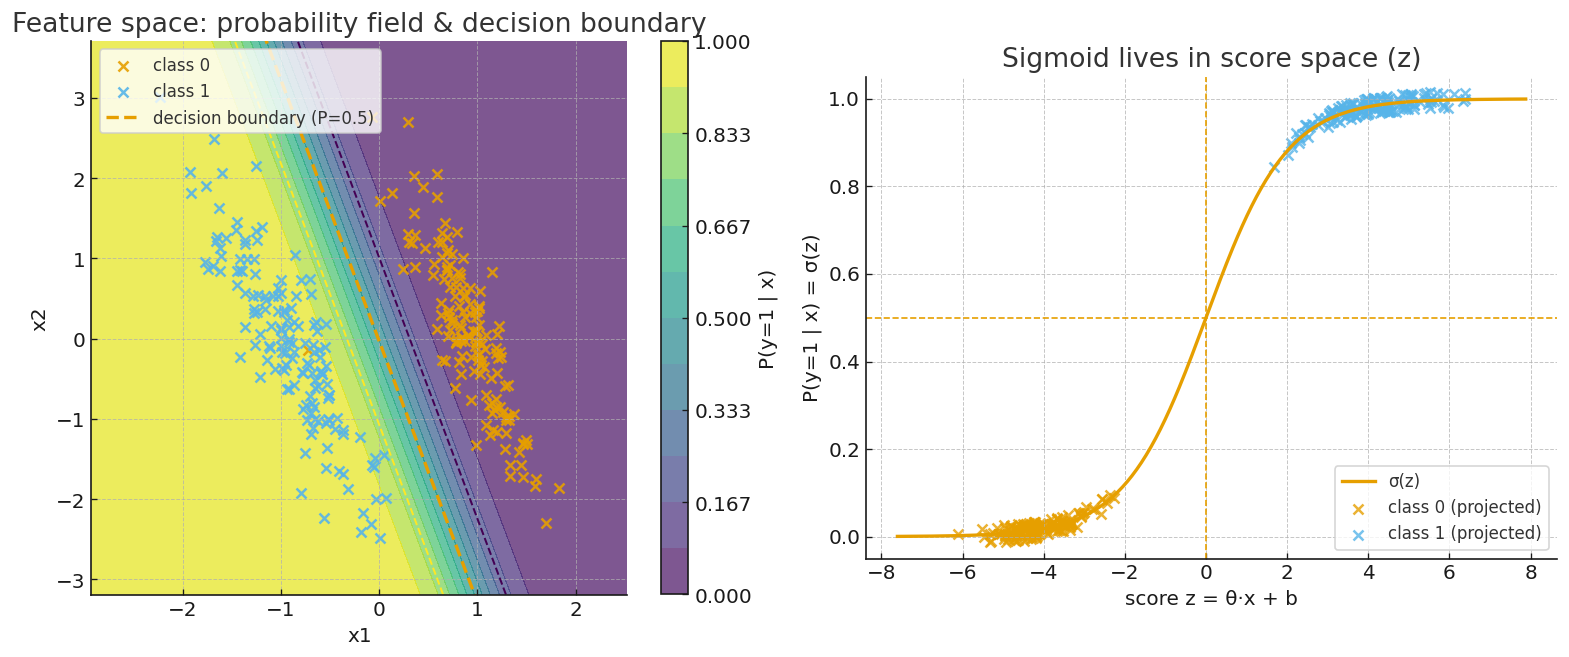 Feature space: probability field & decision boundary
class 0
class 1
decision boundary (P=0.5)
3
2
1
0
−1
−2
−3
x2
−2
−1
0
1
2
x1
1.000
0.833
0.667
0.500
0.333
0.167
0.000
P(y=1 | x)
Sigmoid lives in score space (z)
1.0
0.8
0.6
0.4
0.2
0.0
P(y=1 | x) = σ(z)
σ(z)
class 0 (projected)
class 1 (projected)
−8
−6
−4
−2
0
2
4
6
8
score z = θ·x + b